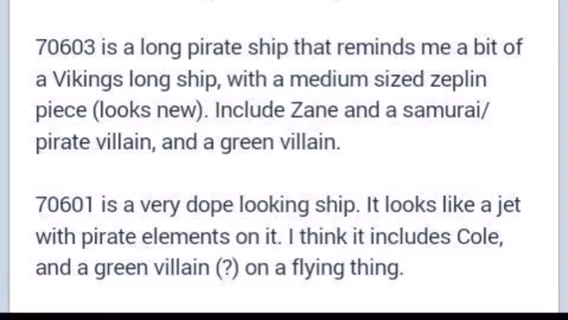 70603 is a long pirate ship that reminds me a bit of
a Vikings long ship, with a medium sized zeplin
piece (looks new). Include Zane and a samurai/
pirate villain, and a green villain.
70601 is a very dope looking ship. It looks like a jet
with pirate elements on it. I think it includes Cole,
and a green villain (?) on a flying thing.